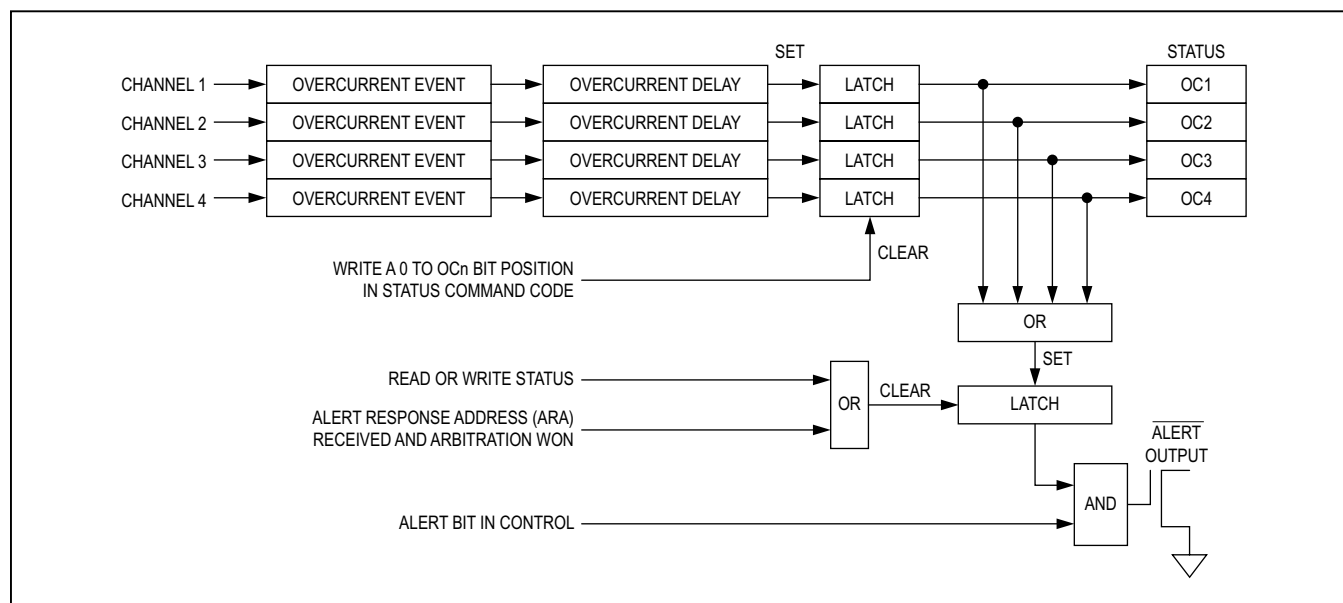 SET STATUS
CHANNEL 1 OVERCURRENT EVENT OVERCURRENT DELAY LATCH OC1
CHANNEL 2 OVERCURRENT EVENT OVERCURRENT DELAY LATCH OC2
CHANNEL 3 OVERCURRENT EVENT OVERCURRENT DELAY LATCH OC3
CHANNEL 4 OVERCURRENT EVENT OVERCURRENT DELAY LATCH OC4
CLEAR
WRITE A 0 TO OCn BIT POSITION
IN STATUS COMMAND CODE
OR
SET
READ OR WRITE STATUS
OR CLEAR LATCH
ALERT RESPONSE ADDRESS (ARA)
RECEIVED AND ARBITRATION WON
ALERT
OUTPUT
AND
ALERT BIT IN CONTROL